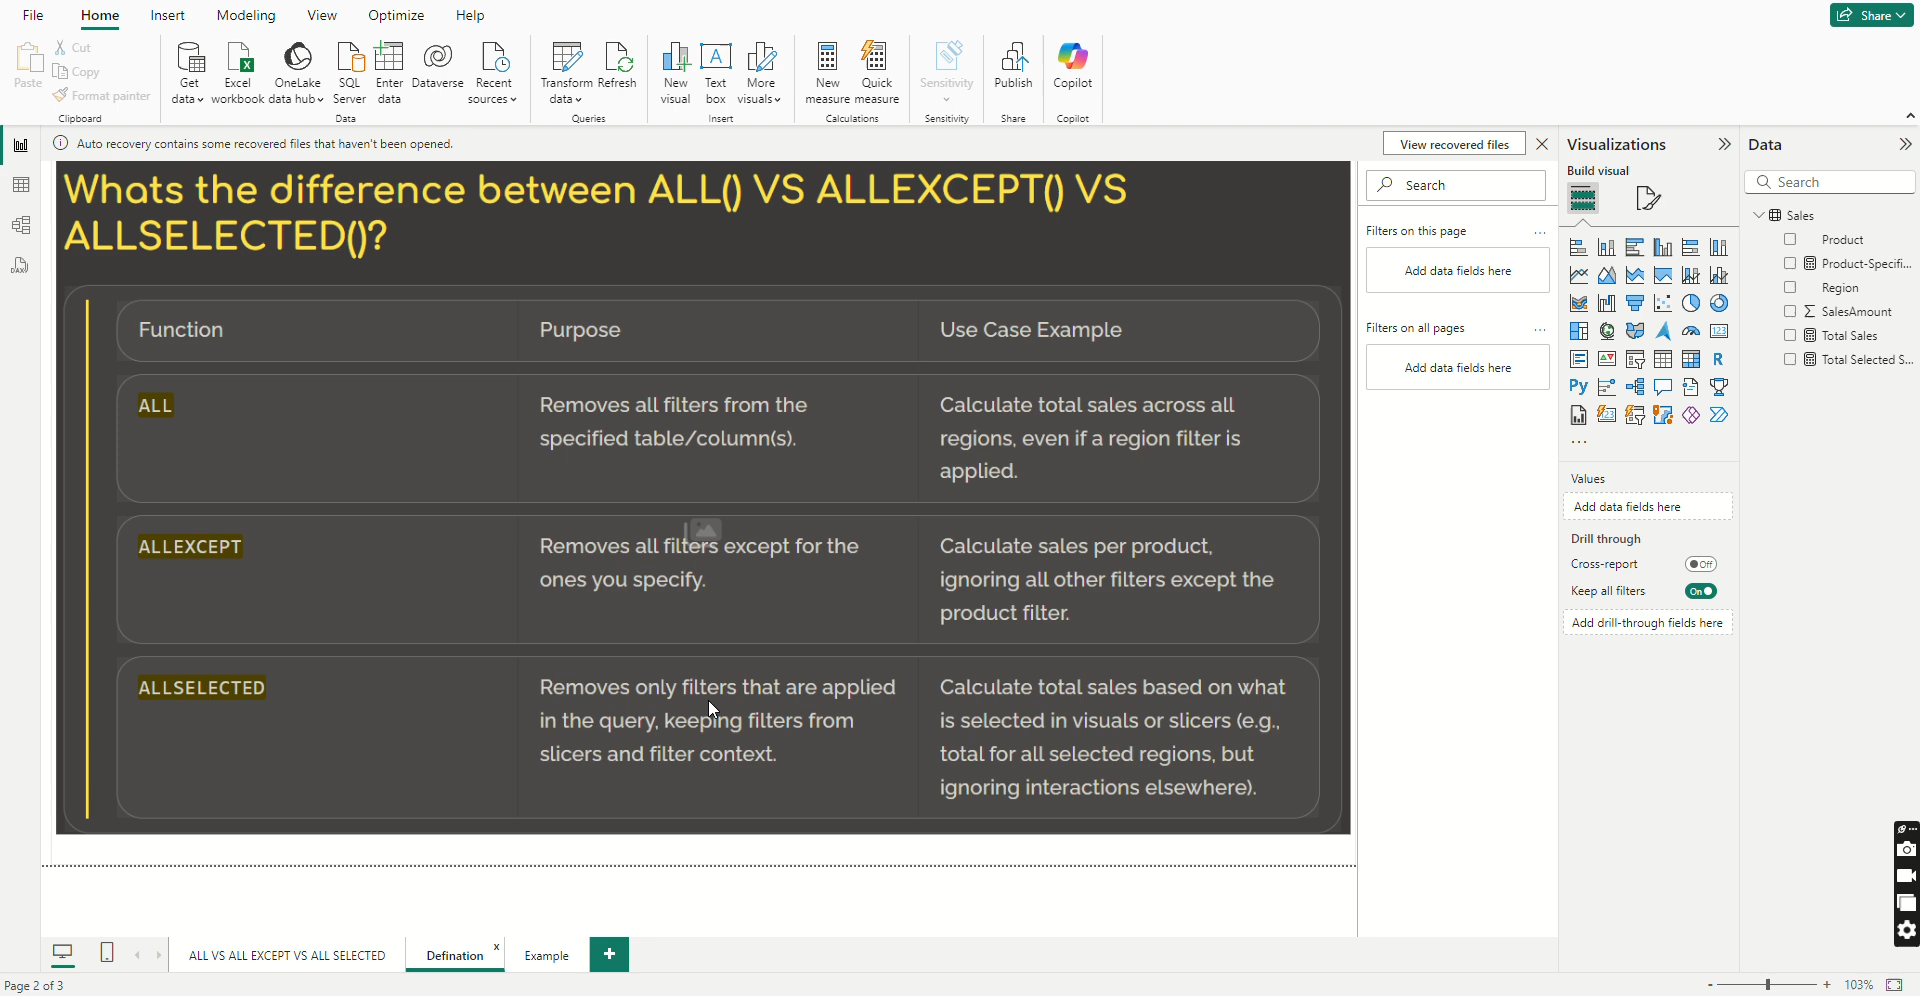 File
Home
Insert
Modeling
View
Optimize
Help
Share
Paste
Cut
Copy
Format painter
Clipboard
Get
data
Excel
workbook
OneLake
data hub
SQL
Server
Enter
data
Dataverse
Recent
sources
Data
Transform
data
Refresh
Queries
New
visual
Text
box
More
visuals
Insert
New
measure
Quick
measure
Calculations
Sensitivity
Sensitivity
Publish
Share
Copilot
Copilot
Auto recovery contains some recovered files that haven't been opened.
View recovered files
Whats the difference between ALL() VS ALLEXCEPT() VS
ALLSELECTED()?
Function
Purpose
Use Case Example
ALL
Removes all filters from the
specified table/column(s).
Calculate total sales across all
regions, even if a region filter is
applied.
ALLEXCEPT
Removes all filters except for the
ones you specify.
Calculate sales per product,
ignoring all other filters except the
product filter.
ALLSELECTED
Removes only filters that are applied
in the query, keeping filters from
slicers and filter context.
Calculate total sales based on what
is selected in visuals or slicers (e.g.,
total for all selected regions, but
ignoring interactions elsewhere).
Search
Filters on this page
...
Add data fields here
Filters on all pages
...
Add data fields here
Visualizations
Build visual
123
R
Py
123
...
Values
Add data fields here
Drill through
Cross-report
Off
Keep all filters
On
Add drill-through fields here
Data
Search
Sales
Product
Product-Specifi...
Region
SalesAmount
Total Sales
Total Selected S...
DAX
ALL VS ALL EXCEPT VS ALL SELECTED
Defination
x
Example
+
Page 2 of 3
- + 103%